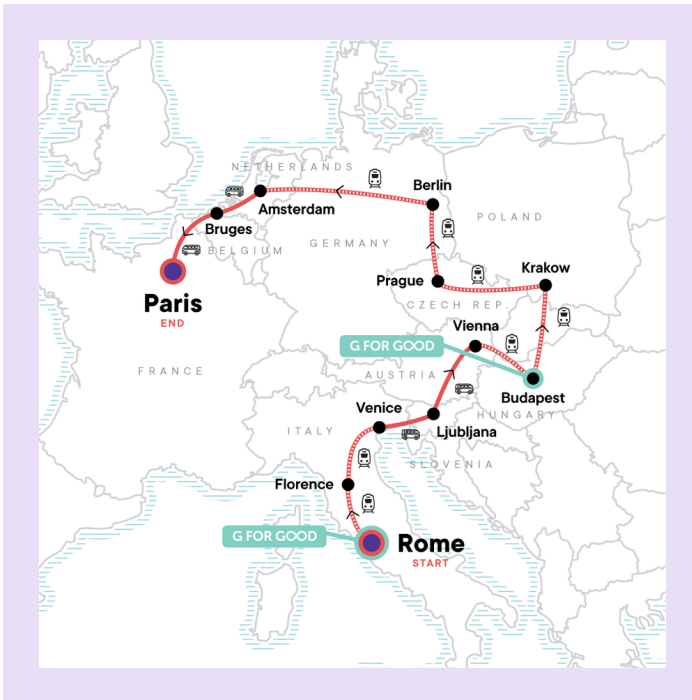 NETHERLANDS
Berlin
Amsterdam
POLAND
Bruges
GERMANY
BELGIUM
Krakow
Prague
Paris
END
CZECH REP.
Vienna
G FOR GOOD
FRANCE
AUSTRIA
Budapest
Venice
HUNGARY
ITALY
Ljubljana
SLOVENIA
Florence
G FOR GOOD
Rome
START